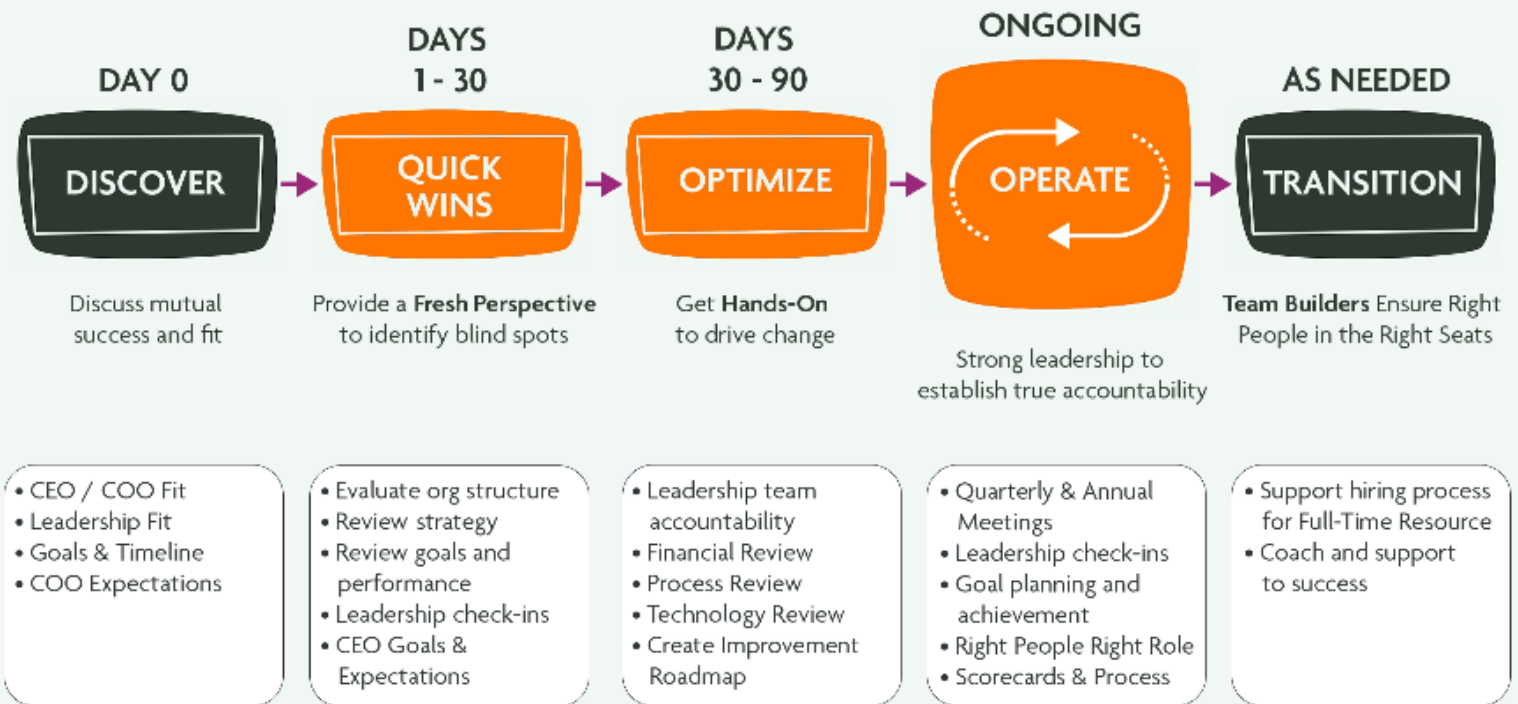 DAY 0
DISCOVER
Discuss mutual
success and fit
• CEO / COO Fit
• Leadership Fit
• Goals & Timeline
• COO Expectations
DAYS
1 - 30
QUICK
WINS
Provide a Fresh Perspective
to identify blind spots
• Evaluate org structure
• Review strategy
• Review goals and
performance
• Leadership check-ins
• CEO Goals &
Expectations
DAYS
30 - 90
OPTIMIZE
Get Hands-On
to drive change
• Leadership team
accountability
• Financial Review
• Process Review
• Technology Review
• Create Improvement
Roadmap
ONGOING
OPERATE
Strong leadership to
establish true accountability
• Quarterly & Annual
Meetings
• Leadership check-ins
• Goal planning and
achievement
• Right People Right Role
• Scorecards & Process
AS NEEDED
TRANSITION
Team Builders Ensure Right
People in the Right Seats
• Support hiring process
for Full-Time Resource
• Coach and support
to success